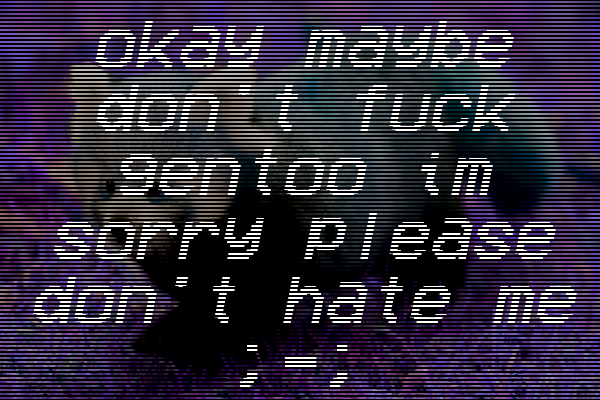 okay maybe
don't fuck
gentoo im
sorry please
don't hate me
;-;